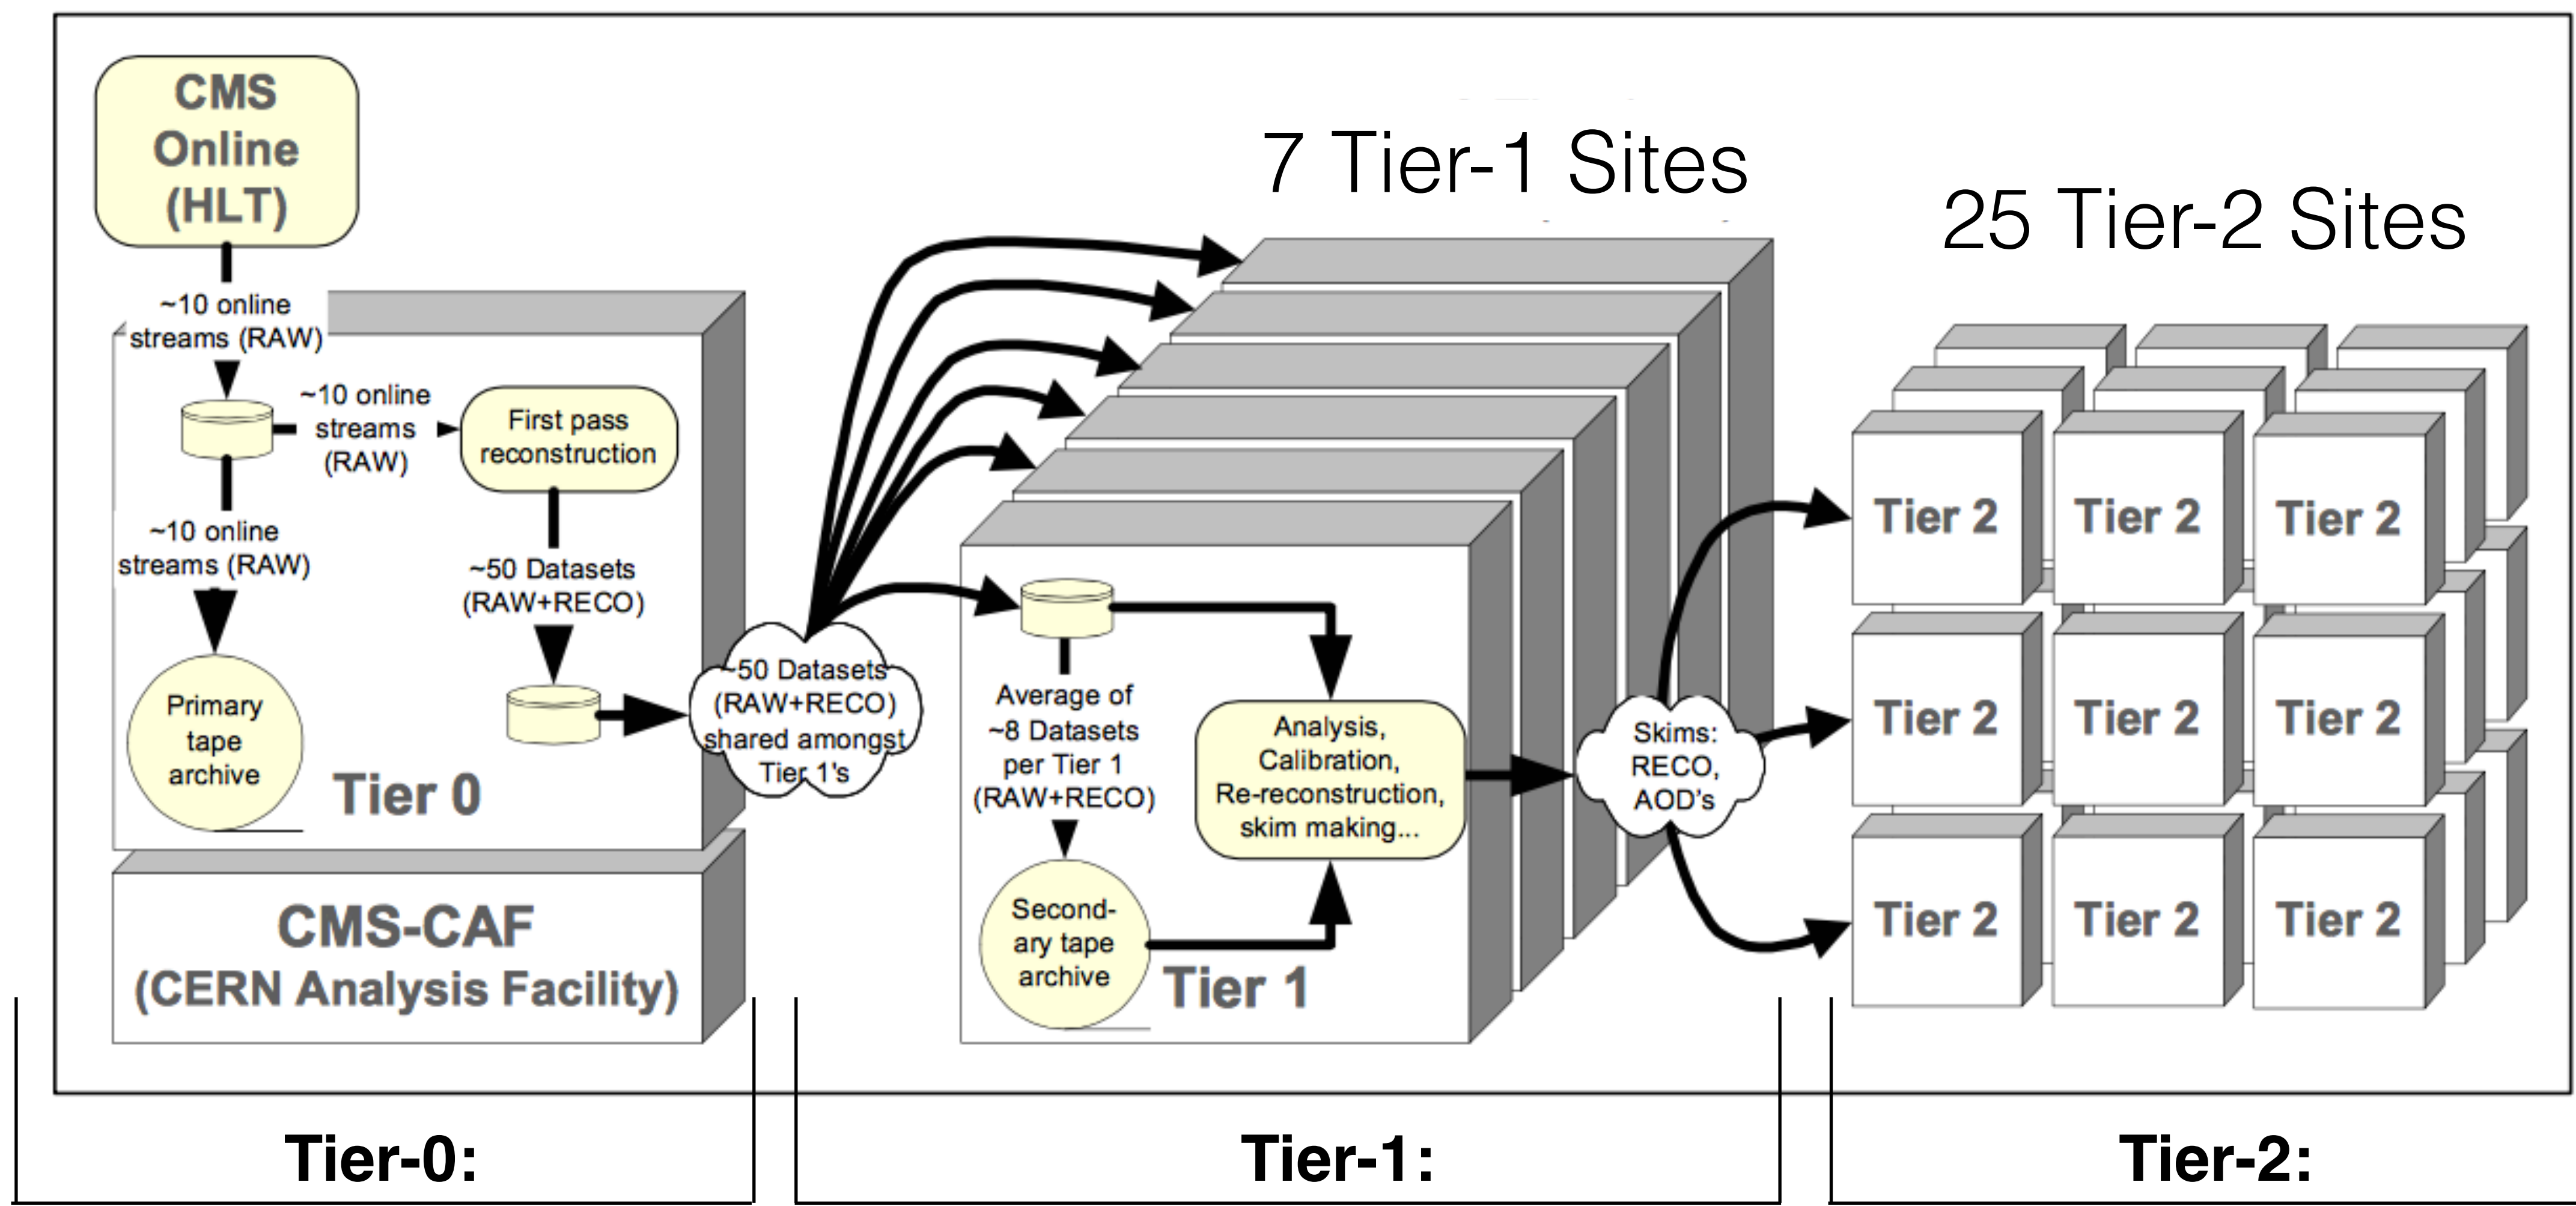 CMS
Online
(HLT)
~10 online
streams (RAW)
~10 online
streams
(RAW)
First pass
reconstruction
~10 online
streams (RAW)
~50 Datasets
(RAW+RECO)
Primary
tape
archive
Tier 0
CMS-CAF
(CERN Analysis Facility)
~50 Datasets
(RAW+RECO)
shared amongst
Tier 1's
7 Tier-1 Sites
Average of
~8 Datasets
per Tier 1
(RAW+RECO)
Analysis,
Calibration,
Re-reconstruction,
skim making...
Second-
ary tape
archive
Tier 1
Skims:
RECO,
AOD's
25 Tier-2 Sites
Tier 2
Tier 2
Tier 2
Tier 2
Tier 2
Tier 2
Tier 2
Tier 2
Tier 2
Tier-0:
Tier-1:
Tier-2: